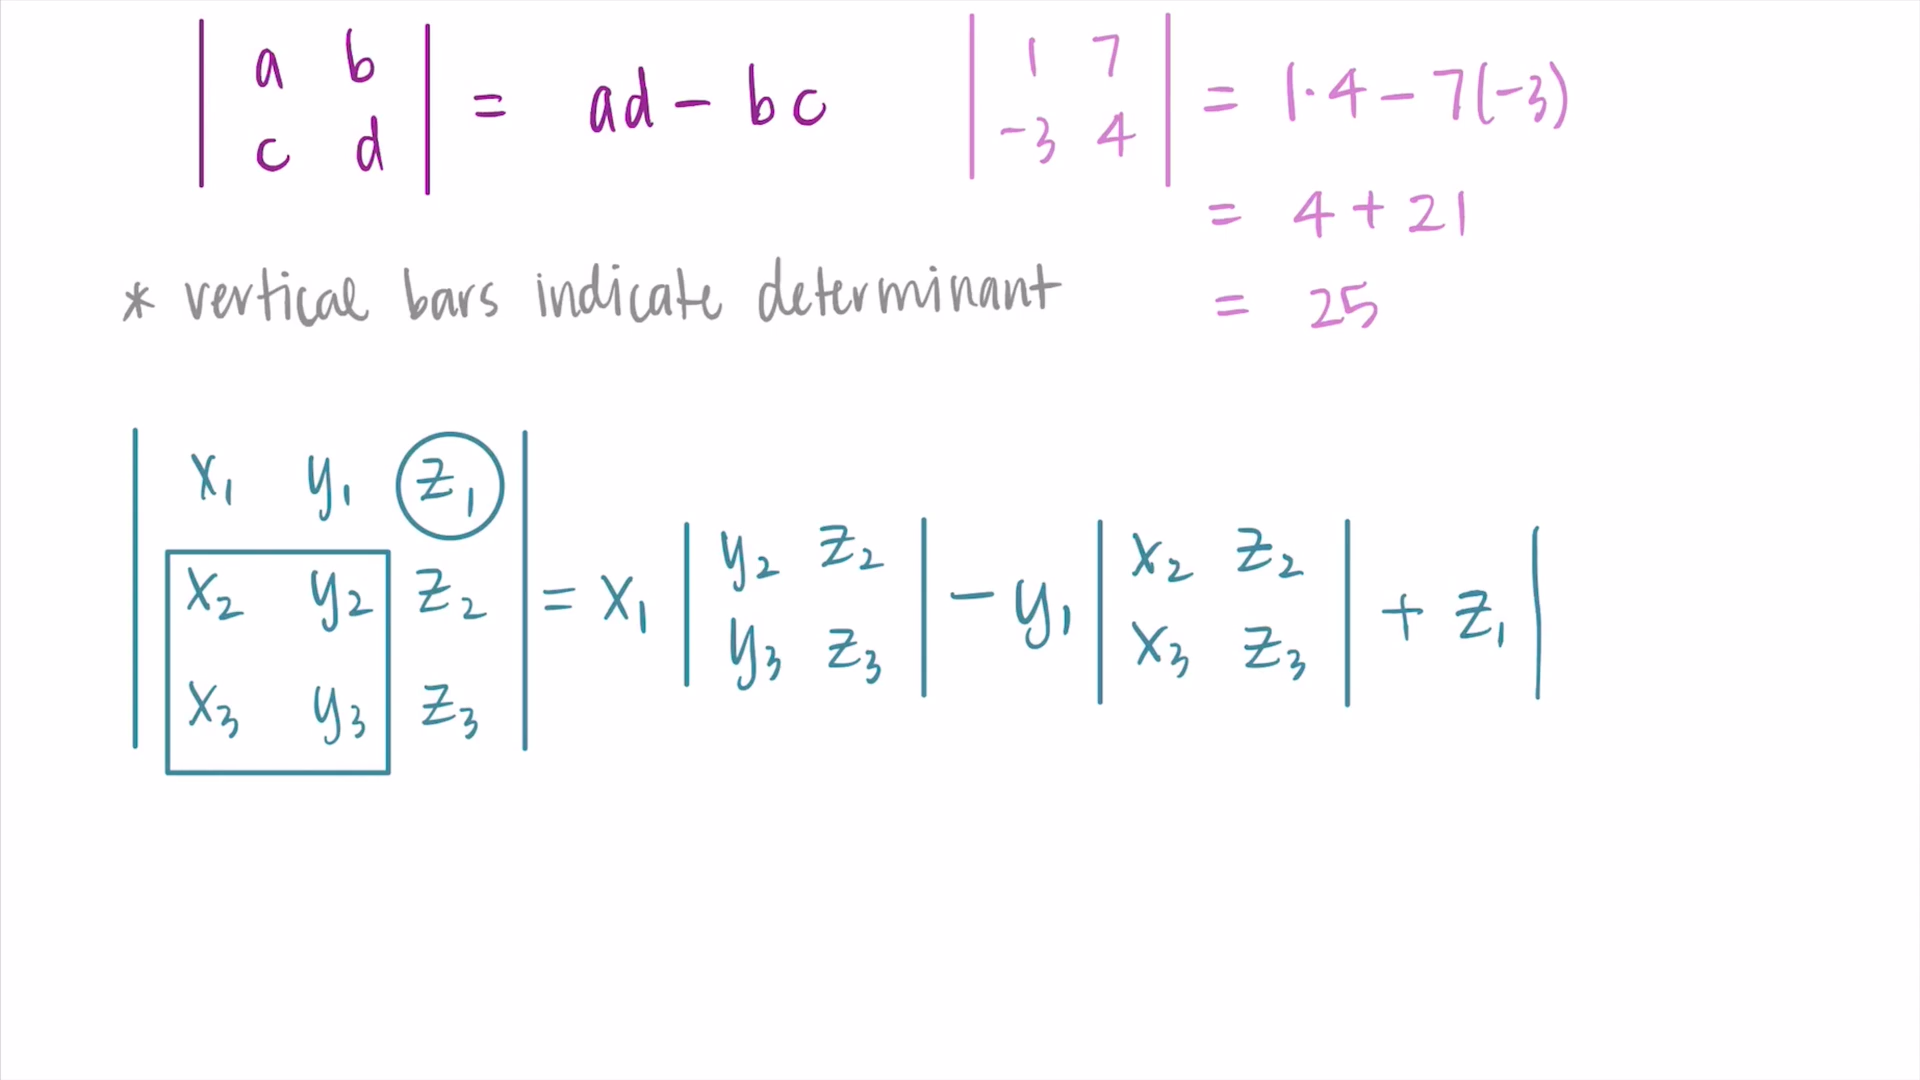 | a b | = ad - bc
| c d |
| 1 7 | = 1·4 - 7(-3)
| -3 4 |
= 4 + 21
= 25
* vertical bars indicate determinant
| x₁ y₁ z₁ |
| x₂ y₂ z₂ | = x₁ | y₂ z₂ | - y₁ | x₂ z₂ | + z₁ |
| x₃ y₃ z₃ | | y₃ z₃ | | x₃ z₃ |